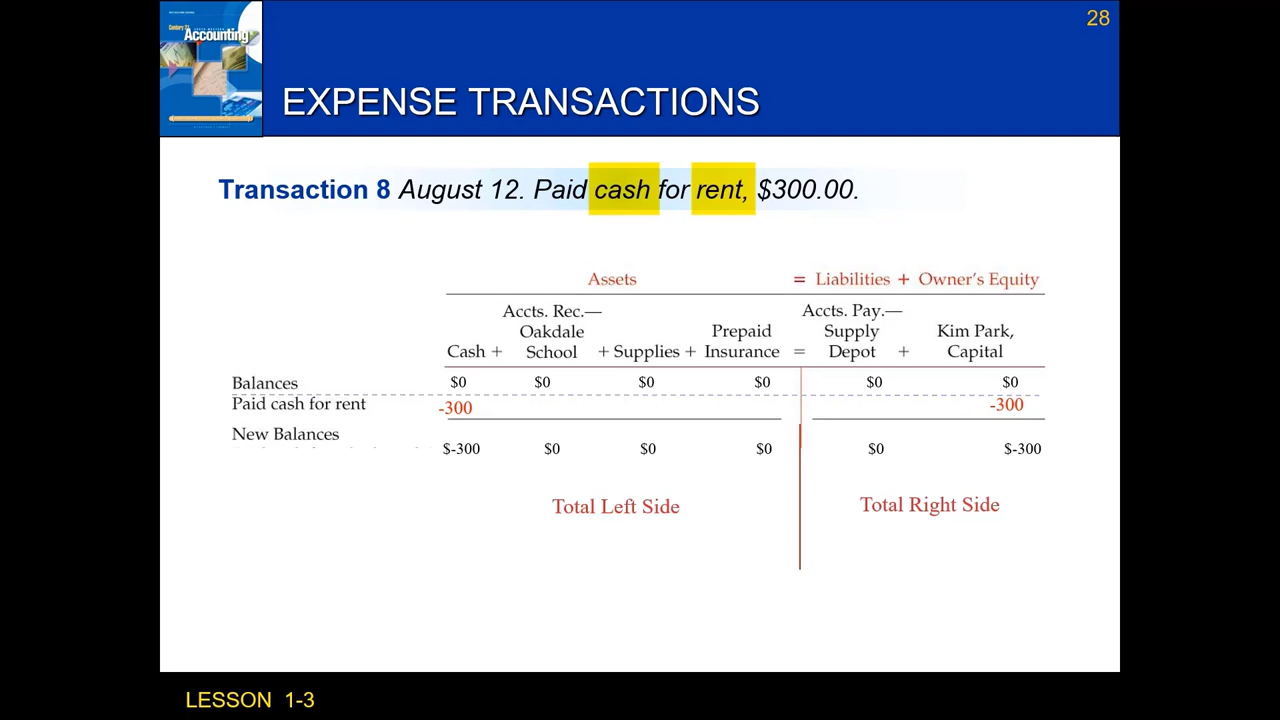 28
Century 21
Accounting
EXPENSE TRANSACTIONS
Transaction 8 August 12. Paid cash for rent, $300.00.
Assets = Liabilities + Owner's Equity
Accts. Rec.— Accts. Pay.—
Oakdale Prepaid Supply Kim Park,
Cash + School + Supplies + Insurance = Depot + Capital
Balances $0 $0 $0 $0 $0 $0
Paid cash for rent -300 -300
New Balances
$-300 $0 $0 $0 $0 $-300
Total Left Side Total Right Side
LESSON 1-3